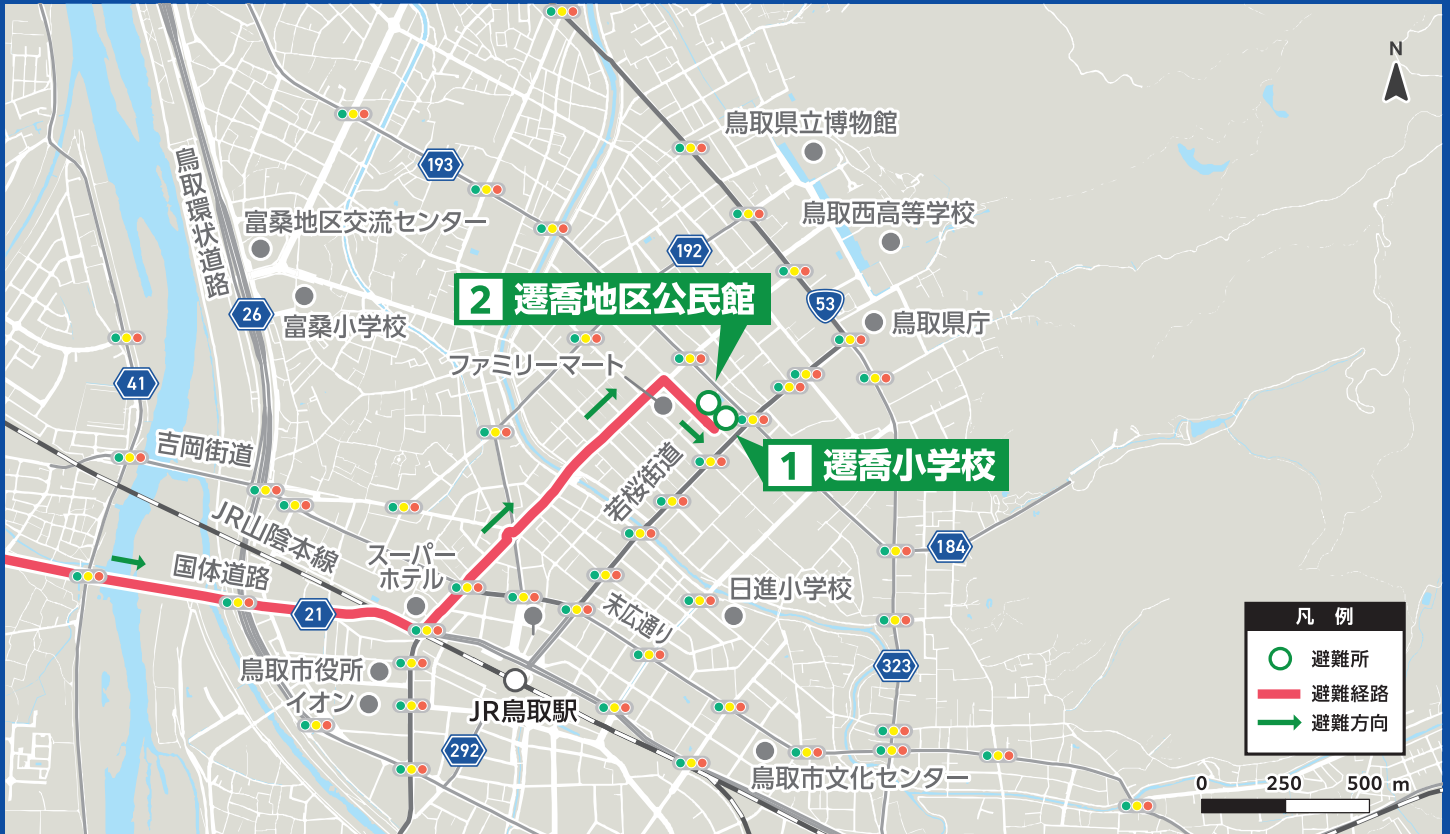 N
鳥取県立博物館
193
鳥取環状道路
富桑地区交流センター
鳥取西高等学校
192
2 遷喬地区公民館
53
26
富桑小学校
鳥取県庁
ファミリーマート
41
吉岡街道
1 遷喬小学校
若桜街道
JR山陰本線
184
スーパー
ホテル
国体道路
21
日進小学校
末広通り
凡 例
避難所
避難経路
避難方向
323
鳥取市役所
イオン
JR鳥取駅
292
鳥取市文化センター
0 250 500 m